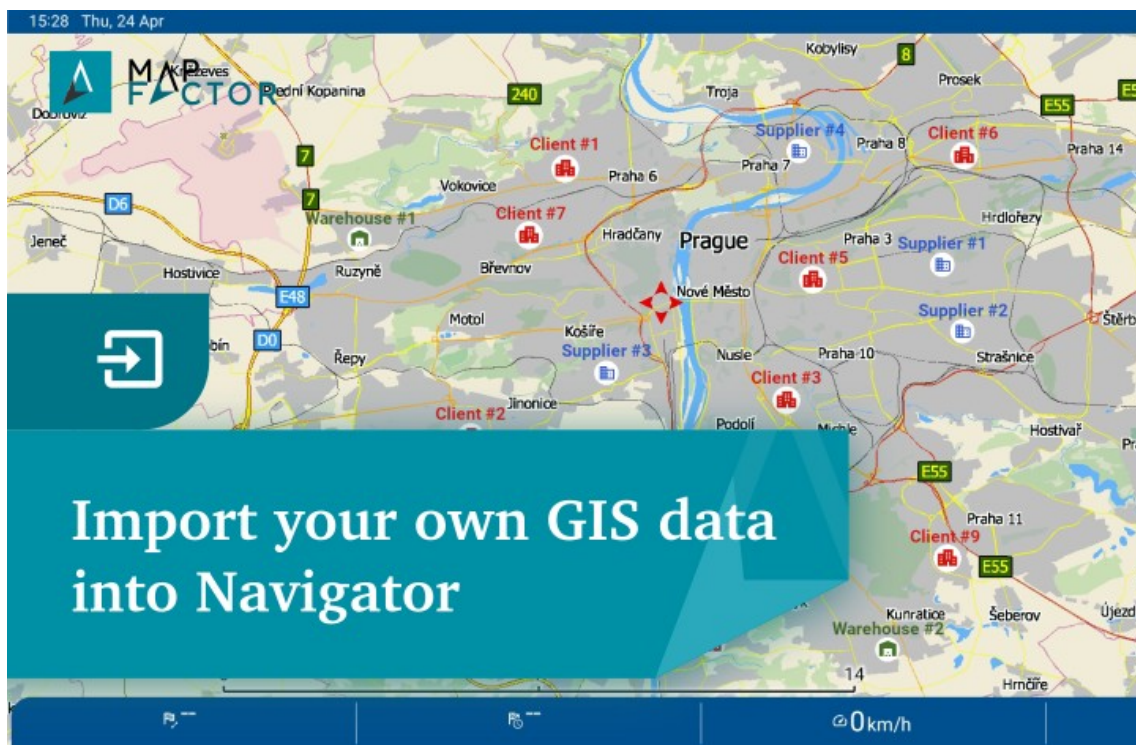 15:28 Thu, 24 Apr
MAP
FACTOR
Kněževes
Přední Kopanina
Dobrovíz
Kobylisy
8
Prosek
E55
240
Troja
Supplier #4
Client #6
Praha 8
Praha 14
Client #1
7
Praha 6
Praha 7
Vokovice
7
D6
Warehouse #1
Client #7
Hradčany
Prague
Praha 3
Hrdlořezy
Jeneč
Supplier #1
Client #5
Hostivice
Ruzyně
Břevnov
E48
Nové Město
Supplier #2
Motol
Košíře
D0
Supplier #3
Nusle
Praha 10
Strašnice
Řepy
Client #3
Client #2
Jinonice
Podolí
Michle
Hostivař
Import your own GIS data
into Navigator
E55
Praha 11
Client #9
E55
Kunratice
Šeberov
Warehouse #2
14
Hrnčíře
--
--
0 km/h